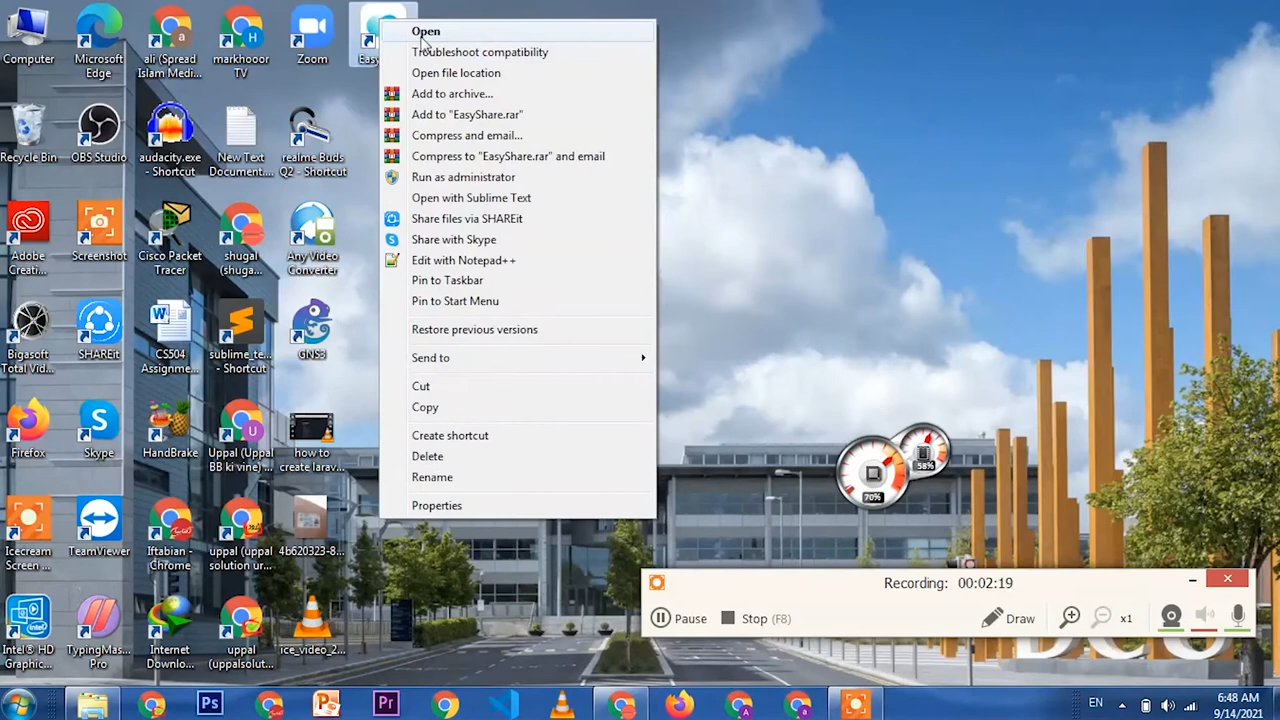 Computer
Microsoft
Edge
ali (Spread
Islam Medi...
markhooor
TV
Zoom
Recycle Bin
OBS Studio
audacity.exe
- Shortcut
New Text
Document....
realme Buds
Q2 - Shortcut
Adobe
Creati...
Screenshot
Cisco Packet
Tracer
shugal
(shuga...
Any Video
Converter
Bigasoft
Total Vid...
SHAREit
CS504
Assignme...
sublime_te...
- Shortcut
GNS3
Firefox
Skype
HandBrake
Uppal (Uppal
BB ki vine)...
how to
create larav...
Icecream
Screen ...
TeamViewer
Iftabian -
Chrome
uppal (uppal
solution ur...
4b620323-8...
Intel® HD
Graphic...
TypingMas...
Pro
Internet
Downlo...
uppal
(uppalsolut...
ice_video_2...
Open
Troubleshoot compatibility
Open file location
Add to archive...
Add to "EasyShare.rar"
Compress and email...
Compress to "EasyShare.rar" and email
Run as administrator
Open with Sublime Text
Share files via SHAREit
Share with Skype
Edit with Notepad++
Pin to Taskbar
Pin to Start Menu
Restore previous versions
Send to
Cut
Copy
Create shortcut
Delete
Rename
Properties
70%
58%
Recording: 00:02:19
Pause
Stop (F8)
Draw
x1
DCU
EN
6:48 AM
9/14/2021